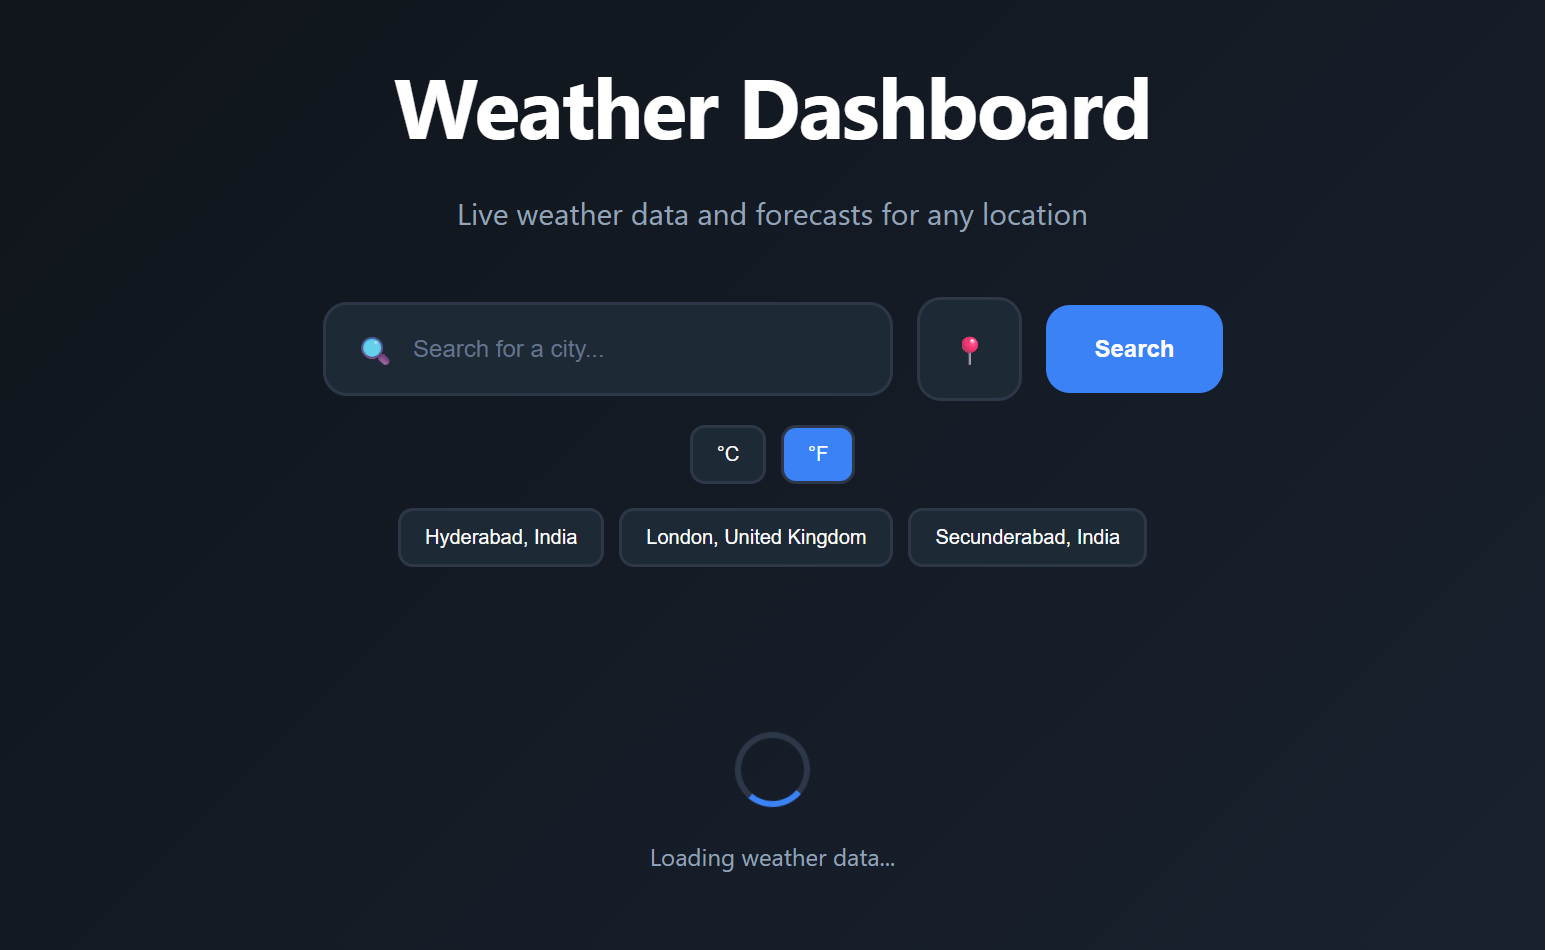 Weather Dashboard
Live weather data and forecasts for any location
Search for a city...
Search
°C
°F
Hyderabad, India
London, United Kingdom
Secunderabad, India
Loading weather data...